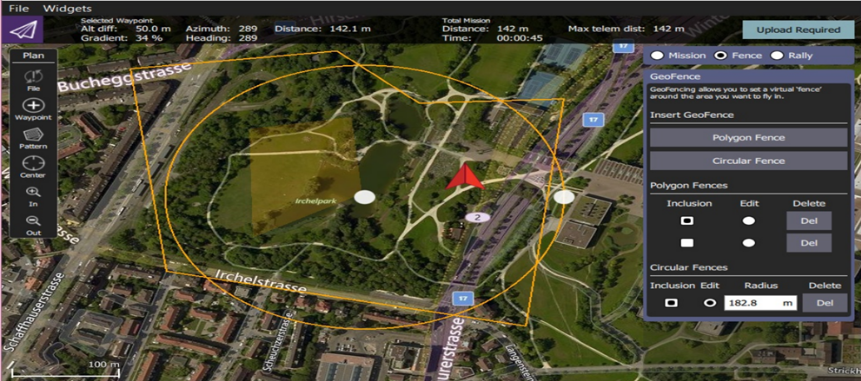 File Widgets
Selected Waypoint
Alt diff: 50.0 m Azimuth: 289 Distance: 142.1 m
Gradient: 34 % Heading: 289
Total Mission
Distance: 142 m Max telem dist: 142 m
Time: 00:00:45
Upload Required
Plan
File
Waypoint
Pattern
Center
In
Out
Mission Fence Rally
GeoFence
GeoFencing allows you to set a virtual 'fence'
around the area you want to fly in.
Insert GeoFence
Polygon Fence
Circular Fence
Polygon Fences
Inclusion Edit Delete
Del
Del
Circular Fences
Inclusion Edit Radius Delete
182.8 m Del
Bucheggstrasse
17
17
Irchelpark
2
Irchelstrasse
17
Schaffhauserstrasse
Scheuchzerstrasse
urerstrasse
100 m